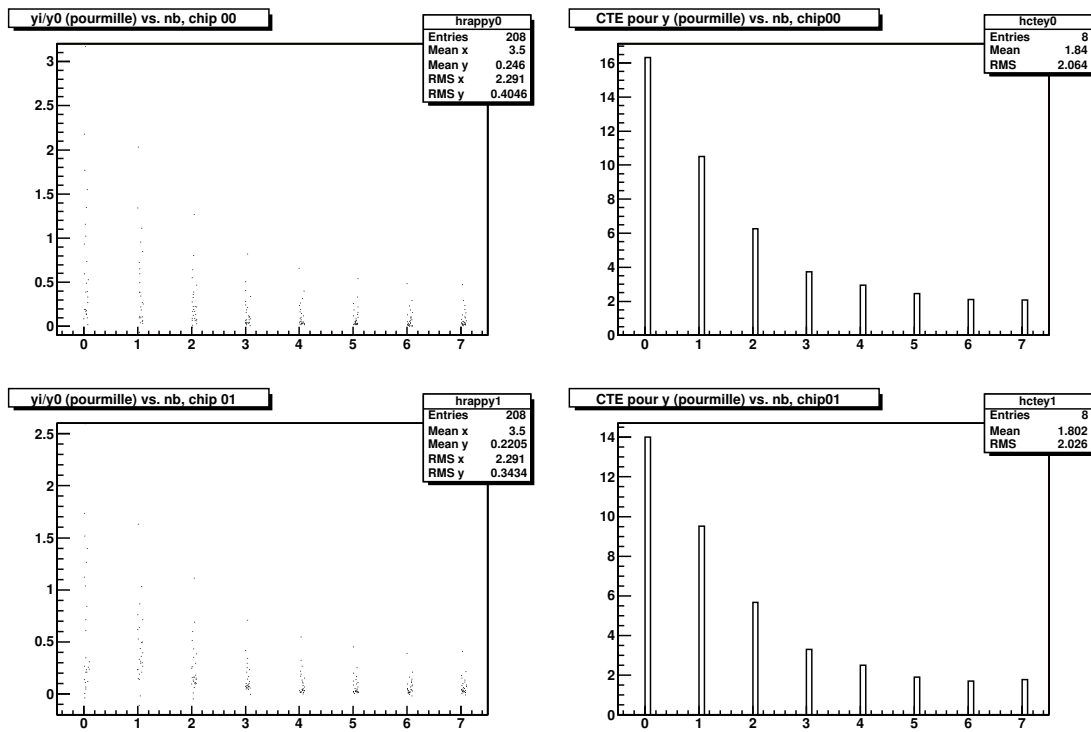 yi/y0 (pourmille) vs. nb, chip 00
hrappy0
Entries 208
Mean x 3.5
Mean y 0.246
RMS x 2.291
RMS y 0.4046
3
2.5
2
1.5
1
0.5
0
0 1 2 3 4 5 6 7
CTE pour y (pourmille) vs. nb, chip00
hctey0
Entries 8
Mean 1.84
RMS 2.064
16
14
12
10
8
6
4
2
0
0 1 2 3 4 5 6 7
yi/y0 (pourmille) vs. nb, chip 01
hrappy1
Entries 208
Mean x 3.5
Mean y 0.2205
RMS x 2.291
RMS y 0.3434
2.5
2
1.5
1
0.5
0
0 1 2 3 4 5 6 7
CTE pour y (pourmille) vs. nb, chip01
hctey1
Entries 8
Mean 1.802
RMS 2.026
14
12
10
8
6
4
2
0
0 1 2 3 4 5 6 7